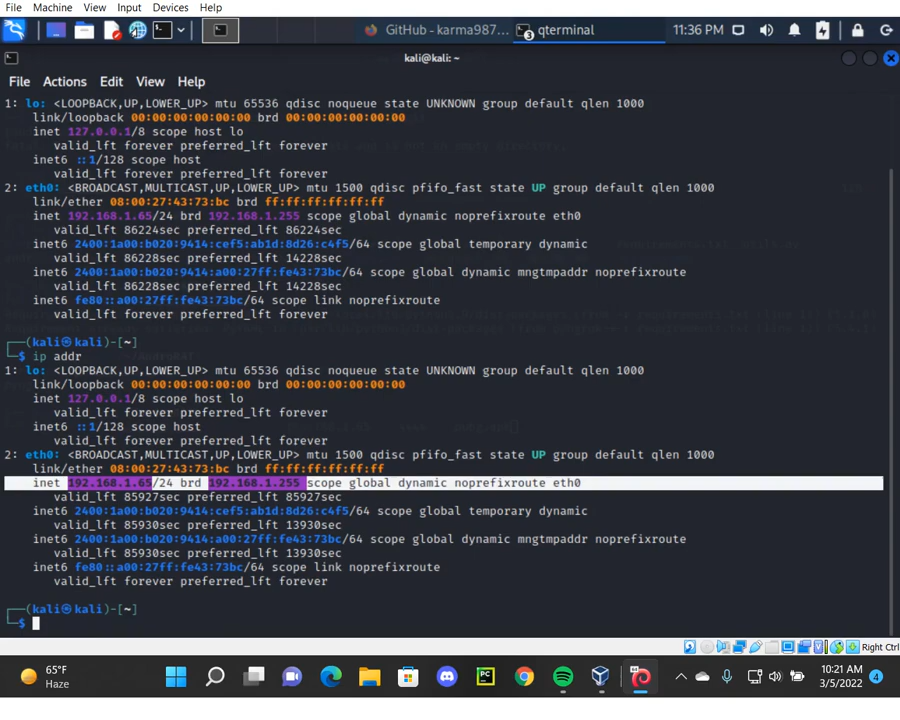 File Machine View Input Devices Help
GitHub — karma987... qterminal 11:36 PM
kali@kali: ~
File Actions Edit View Help
1: lo: <LOOPBACK,UP,LOWER_UP> mtu 65536 qdisc noqueue state UNKNOWN group default qlen 1000
link/loopback 00:00:00:00:00:00 brd 00:00:00:00:00:00
inet 127.0.0.1/8 scope host lo
valid_lft forever preferred_lft forever
inet6 ::1/128 scope host
valid_lft forever preferred_lft forever
2: eth0: <BROADCAST,MULTICAST,UP,LOWER_UP> mtu 1500 qdisc pfifo_fast state UP group default qlen 1000
link/ether 08:00:27:43:73:bc brd ff:ff:ff:ff:ff:ff
inet 192.168.1.65/24 brd 192.168.1.255 scope global dynamic noprefixroute eth0
valid_lft 86224sec preferred_lft 86224sec
inet6 2400:1a00:b020:9414:cef5:ab1d:8d26:c4f5/64 scope global temporary dynamic
valid_lft 86228sec preferred_lft 14228sec
inet6 2400:1a00:b020:9414:a00:27ff:fe43:73bc/64 scope global dynamic mngtmpaddr noprefixroute
valid_lft 86228sec preferred_lft 14228sec
inet6 fe80::a00:27ff:fe43:73bc/64 scope link noprefixroute
valid_lft forever preferred_lft forever
(kali㉿kali)-[~]
$ ip addr
1: lo: <LOOPBACK,UP,LOWER_UP> mtu 65536 qdisc noqueue state UNKNOWN group default qlen 1000
link/loopback 00:00:00:00:00:00 brd 00:00:00:00:00:00
inet 127.0.0.1/8 scope host lo
valid_lft forever preferred_lft forever
inet6 ::1/128 scope host
valid_lft forever preferred_lft forever
2: eth0: <BROADCAST,MULTICAST,UP,LOWER_UP> mtu 1500 qdisc pfifo_fast state UP group default qlen 1000
link/ether 08:00:27:43:73:bc brd ff:ff:ff:ff:ff:ff
inet 192.168.1.65/24 brd 192.168.1.255 scope global dynamic noprefixroute eth0
valid_lft 85927sec preferred_lft 85927sec
inet6 2400:1a00:b020:9414:cef5:ab1d:8d26:c4f5/64 scope global temporary dynamic
valid_lft 85930sec preferred_lft 13930sec
inet6 2400:1a00:b020:9414:a00:27ff:fe43:73bc/64 scope global dynamic mngtmpaddr noprefixroute
valid_lft 85930sec preferred_lft 13930sec
inet6 fe80::a00:27ff:fe43:73bc/64 scope link noprefixroute
valid_lft forever preferred_lft forever
(kali㉿kali)-[~]
$
Right Ctrl
65°F
Haze
10:21 AM
3/5/2022
4